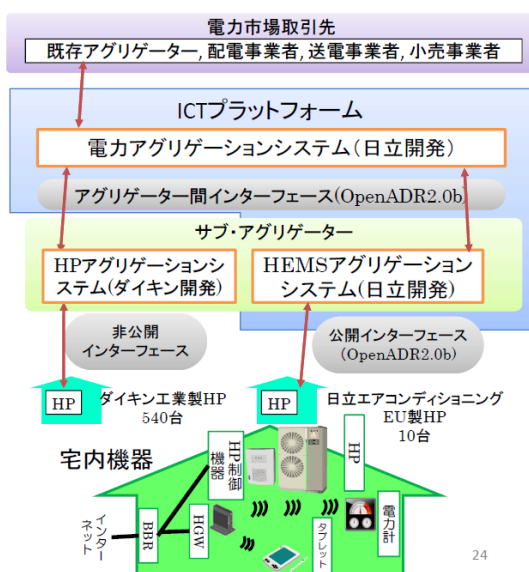 電力市場取引先
既存アグリゲーター, 配電事業者, 送電事業者, 小売事業者
ICTプラットフォーム
電力アグリゲーションシステム(日立開発)
アグリゲーター間インターフェース(OpenADR2.0b)
サブ・アグリゲーター
HPアグリゲーションシ
ステム(ダイキン開発)
HEMSアグリゲーション
システム(日立開発)
非公開
インターフェース
公開インターフェース
(OpenADR2.0b)
HP
ダイキン工業製HP
540台
HP
日立エアコンディショニング
EU製HP
10台
宅内機器
HP制御
機器
HP
インター
ネット
BBR
HGW
タブレット
電力計
24